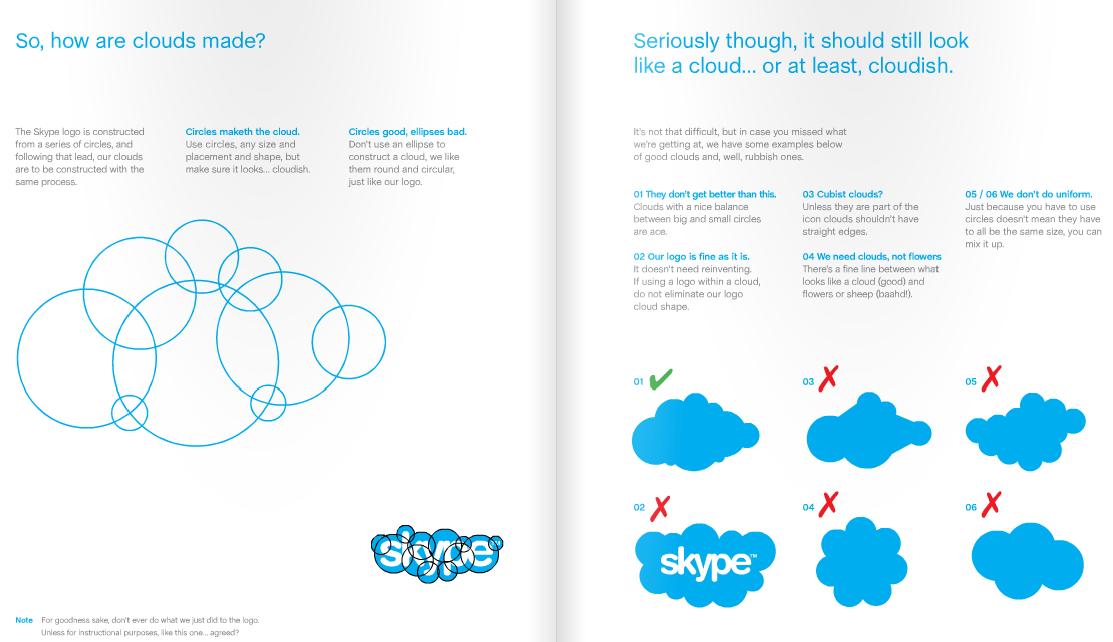 So, how are clouds made?
The Skype logo is constructed
from a series of circles, and
following that lead, our clouds
are to be constructed with the
same process.
Circles maketh the cloud.
Use circles, any size and
placement and shape, but
make sure it looks... cloudish.
Circles good, ellipses bad.
Don't use an ellipse to
construct a cloud, we like
them round and circular,
just like our logo.
skype
Note For goodness sake, don't ever do what we just did to the logo.
Unless for instructional purposes, like this one... agreed?
Seriously though, it should still look
like a cloud... or at least, cloudish.
It's not that difficult, but in case you missed what
we're getting at, we have some examples below
of good clouds and, well, rubbish ones.
01 They don't get better than this.
Clouds with a nice balance
between big and small circles
are ace.
02 Our logo is fine as it is.
It doesn't need reinventing.
If using a logo within a cloud,
do not eliminate our logo
cloud shape.
03 Cubist clouds?
Unless they are part of the
icon clouds shouldn't have
straight edges.
04 We need clouds, not flowers
There's a fine line between what
looks like a cloud (good) and
flowers or sheep (baahd!).
05 / 06 We don't do uniform.
Just because you have to use
circles doesn't mean they have
to all be the same size, you can
mix it up.
01
03
05
02
04
06
skype™